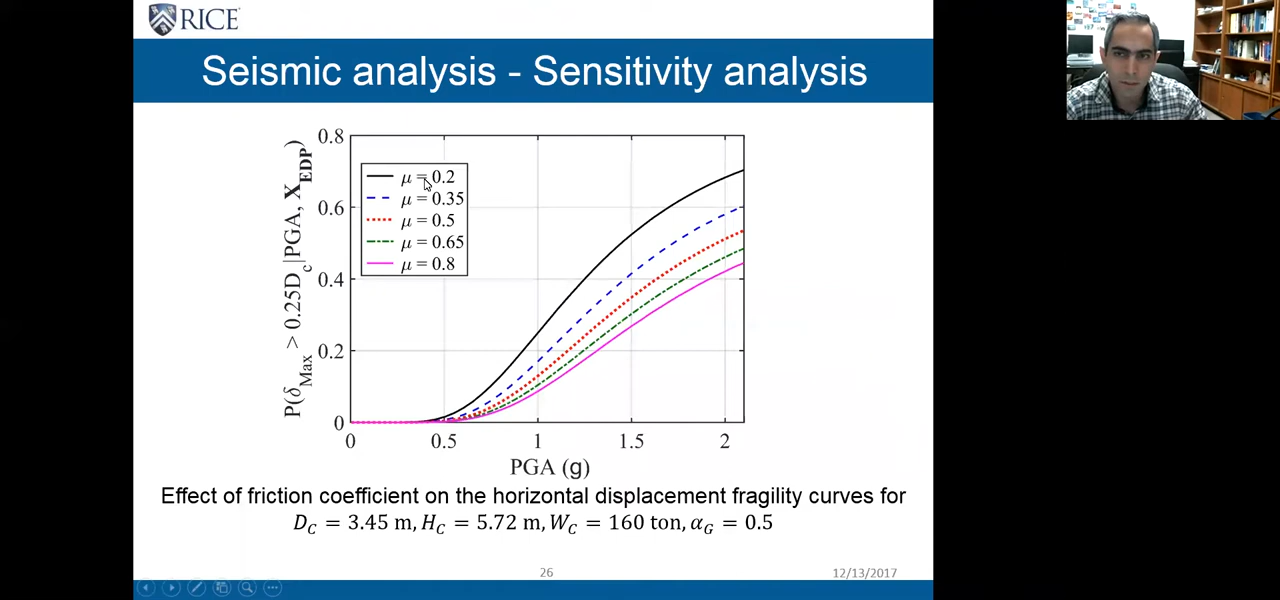 RICE
Seismic analysis - Sensitivity analysis
P(δ_Max > 0.25D_c|PGA, X_EDP)
0.8
0.6
0.4
0.2
0
μ = 0.2
μ = 0.35
μ = 0.5
μ = 0.65
μ = 0.8
0 0.5 1 1.5 2
PGA (g)
Effect of friction coefficient on the horizontal displacement fragility curves for
D_C = 3.45 m, H_C = 5.72 m, W_C = 160 ton, α_G = 0.5
26
12/13/2017